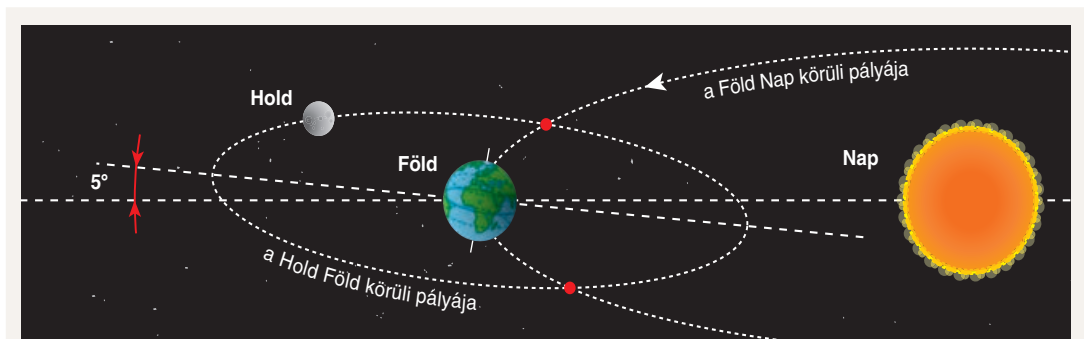 a Föld Nap körüli pályája
Hold
Föld
Nap
5°
a Hold Föld körüli pályája